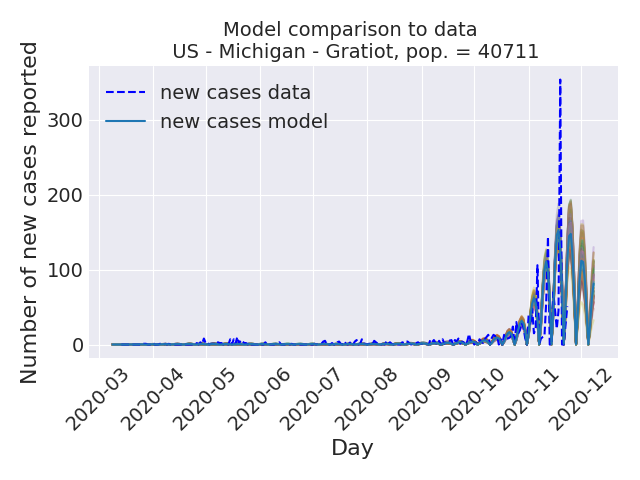 Model comparison to data
US - Michigan - Gratiot, pop. = 40711
Number of new cases reported
300
200
100
0
new cases data
new cases model
2020-03
2020-04
2020-05
2020-06
2020-07
2020-08
2020-09
2020-10
2020-11
2020-12
Day